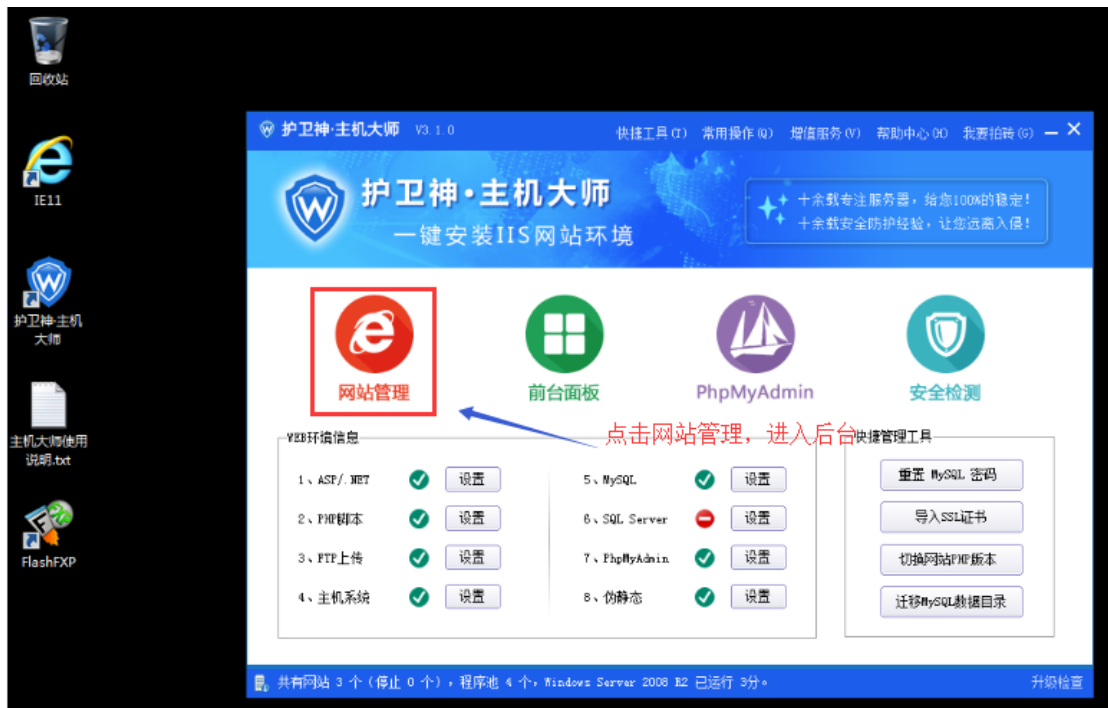 回收站
IE11
护卫神·主机
大师
主机大师使用
说明.txt
FlashFXP
护卫神·主机大师 V3.1.0
快捷工具(T) 常用操作(Q) 增值服务(V) 帮助中心(H) 我要拍砖(G)
护卫神·主机大师
一键安装IIS网站环境
十余载专注服务器，给您100%的稳定!
十余载安全防护经验，让您远离入侵!
网站管理
前台面板
PhpMyAdmin
安全检测
点击网站管理，进入后台
WEB环境信息
1、ASP/.NET 设置
2、PHP脚本 设置
3、FTP上传 设置
4、主机系统 设置
5、MySQL 设置
6、SQL Server 设置
7、PhpMyAdmin 设置
8、伪静态 设置
快捷管理工具
重置 MySQL 密码
导入SSL证书
切换网站PHP版本
迁移MySQL数据目录
共有网站 3 个（停止 0 个），程序池 4 个，Windows Server 2008 R2 已运行 3分。
升级检查